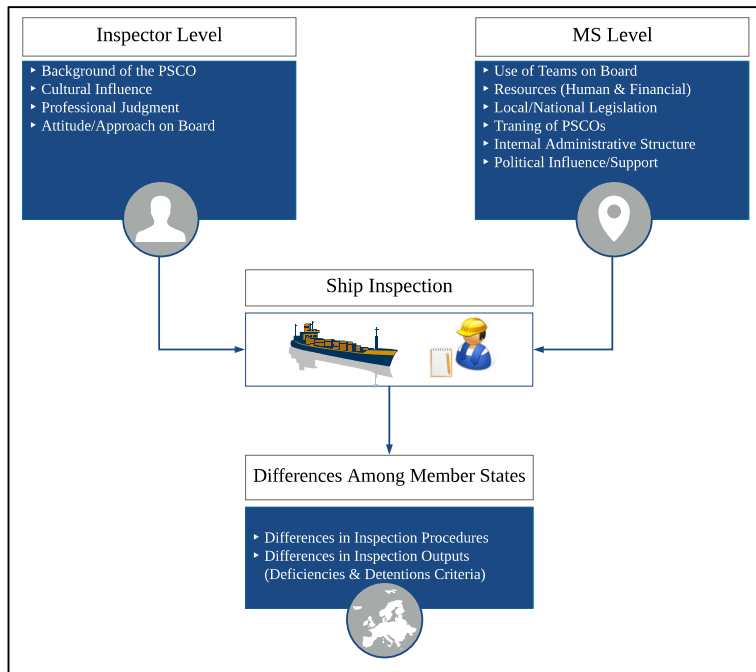 Inspector Level
‣ Background of the PSCO
‣ Cultural Influence
‣ Professional Judgment
‣ Attitude/Approach on Board
MS Level
‣ Use of Teams on Board
‣ Resources (Human & Financial)
‣ Local/National Legislation
‣ Traning of PSCOs
‣ Internal Administrative Structure
‣ Political Influence/Support
Ship Inspection
Differences Among Member States
‣ Differences in Inspection Procedures
‣ Differences in Inspection Outputs
(Deficiencies & Detentions Criteria)